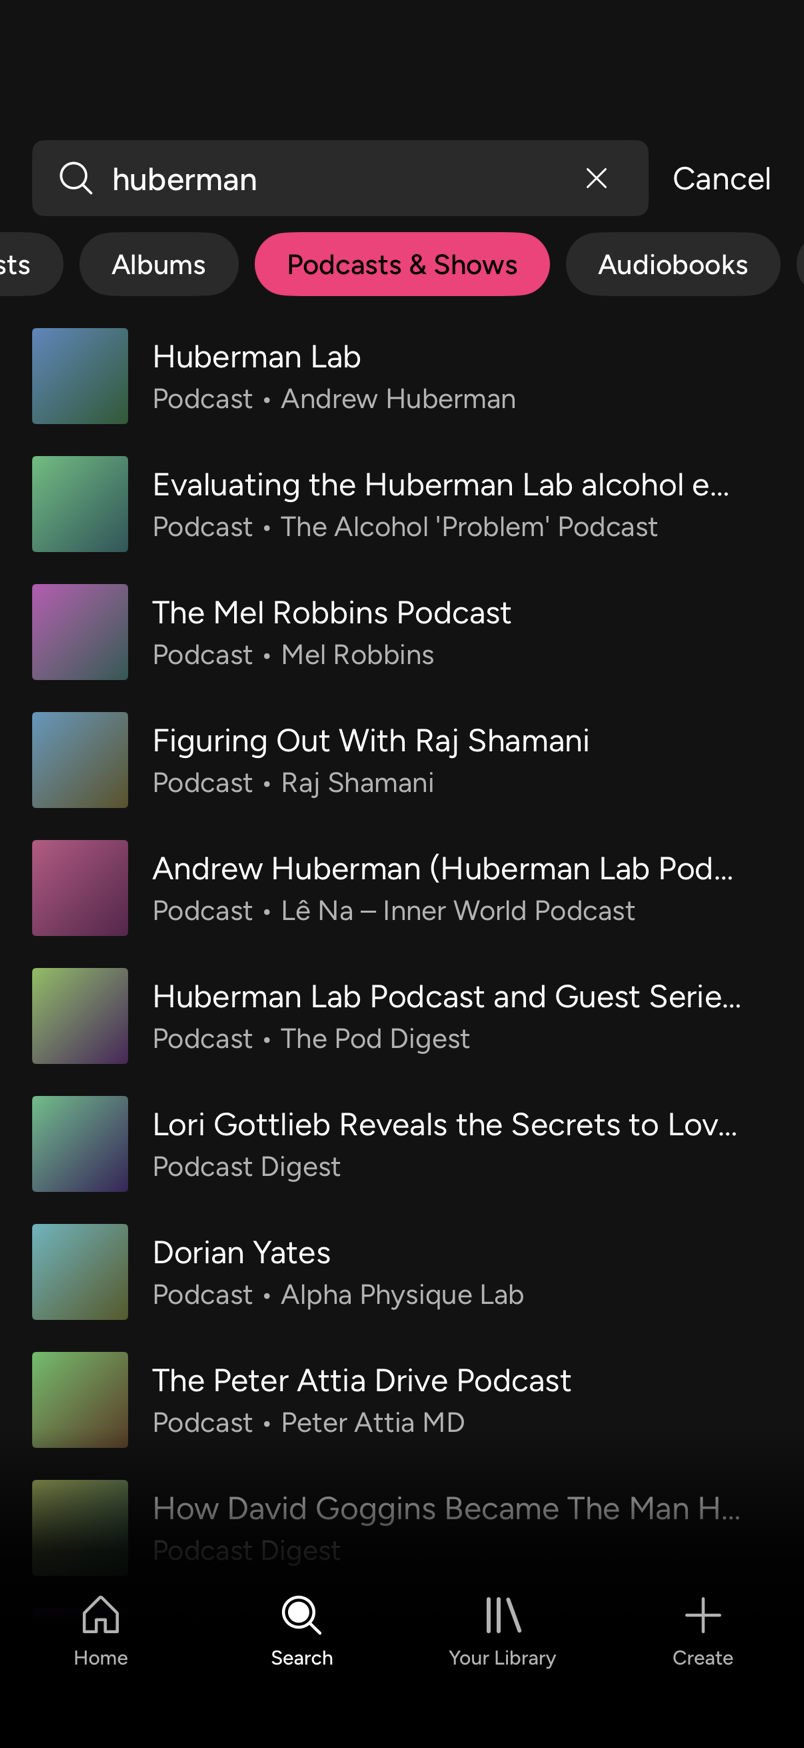 huberman
Cancel
sts
Albums
Podcasts & Shows
Audiobooks
Huberman Lab
Podcast • Andrew Huberman
Evaluating the Huberman Lab alcohol e...
Podcast • The Alcohol 'Problem' Podcast
The Mel Robbins Podcast
Podcast • Mel Robbins
Figuring Out With Raj Shamani
Podcast • Raj Shamani
Andrew Huberman (Huberman Lab Pod...
Podcast • Lê Na – Inner World Podcast
Huberman Lab Podcast and Guest Serie...
Podcast • The Pod Digest
Lori Gottlieb Reveals the Secrets to Lov...
Podcast Digest
Dorian Yates
Podcast • Alpha Physique Lab
The Peter Attia Drive Podcast
Podcast • Peter Attia MD
How David Goggins Became The Man H...
Podcast Digest
Home
Search
Your Library
Create